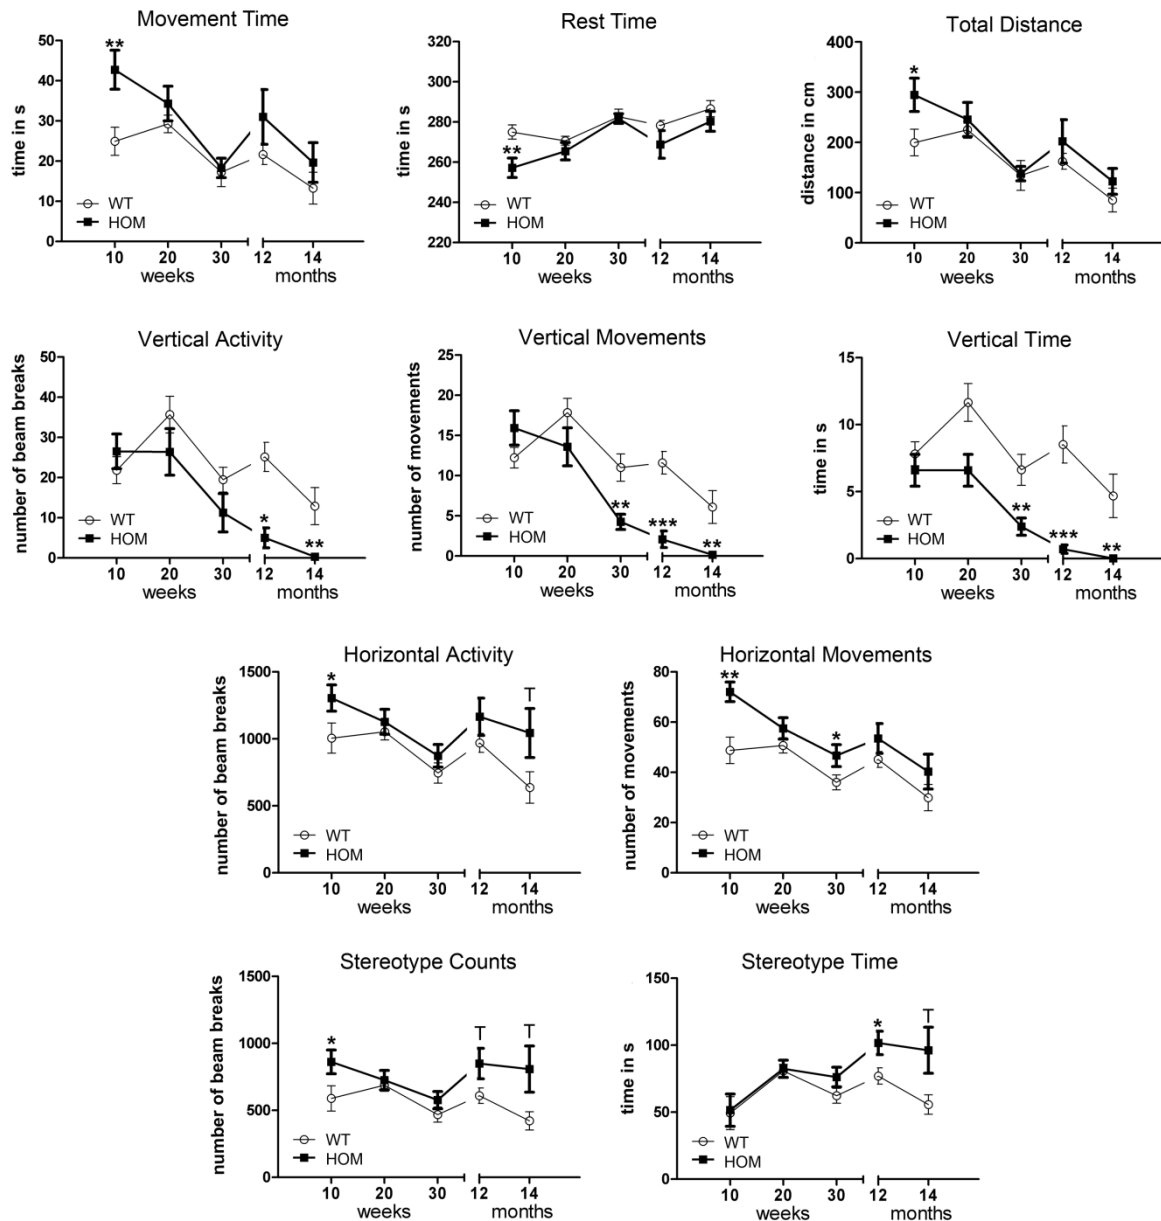 Movement Time
Rest Time
Total Distance
time in s
50
40
30
20
10
0
**
WT
HOM
10 20 30 12 14
weeks months
time in s
320
300
280
260
240
220
**
WT
HOM
10 20 30 12 14
weeks months
distance in cm
400
300
200
100
0
*
WT
HOM
10 20 30 12 14
weeks months
Vertical Activity
Vertical Movements
Vertical Time
number of beam breaks
50
40
30
20
10
0
* **
WT
HOM
10 20 30 12 14
weeks months
number of movements
25
20
15
10
5
0
** *** **
WT
HOM
10 20 30 12 14
weeks months
time in s
15
10
5
0
** *** **
WT
HOM
10 20 30 12 14
weeks months
Horizontal Activity
Horizontal Movements
number of beam breaks
1500
1000
500
0
* T
WT
HOM
10 20 30 12 14
weeks months
number of movements
80
60
40
20
0
** *
WT
HOM
10 20 30 12 14
weeks months
Stereotype Counts
Stereotype Time
number of beam breaks
1500
1000
500
0
* T T
WT
HOM
10 20 30 12 14
weeks months
time in s
150
100
50
0
* T
WT
HOM
10 20 30 12 14
weeks months